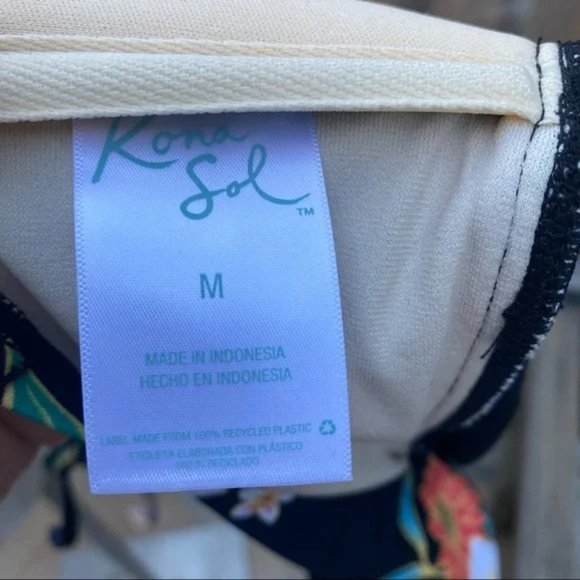 Kona
Sol™
M
MADE IN INDONESIA
HECHO EN INDONESIA
LABEL MADE FROM 100% RECYCLED PLASTIC
ETIQUETA ELABORADA CON PLÁSTICO
100% RECICLADO